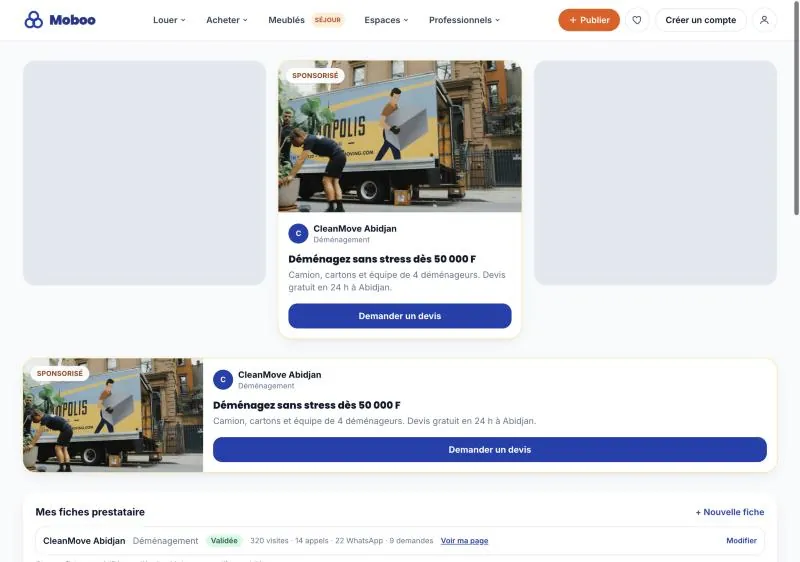 Moboo
Louer
Acheter
Meublés SÉJOUR
Espaces
Professionnels
+ Publier
Créer un compte
SPONSORISÉ
OPOLIS
MOVING.COM
C
CleanMove Abidjan
Déménagement
Déménagez sans stress dès 50 000 F
Camion, cartons et équipe de 4 déménageurs. Devis
gratuit en 24 h à Abidjan.
Demander un devis
SPONSORISÉ
OPOLIS
C
CleanMove Abidjan
Déménagement
Déménagez sans stress dès 50 000 F
Camion, cartons et équipe de 4 déménageurs. Devis gratuit en 24 h à Abidjan.
Demander un devis
Mes fiches prestataire
+ Nouvelle fiche
CleanMove Abidjan Déménagement Validée 320 visites · 14 appels · 22 WhatsApp · 9 demandes Voir ma page
Modifier